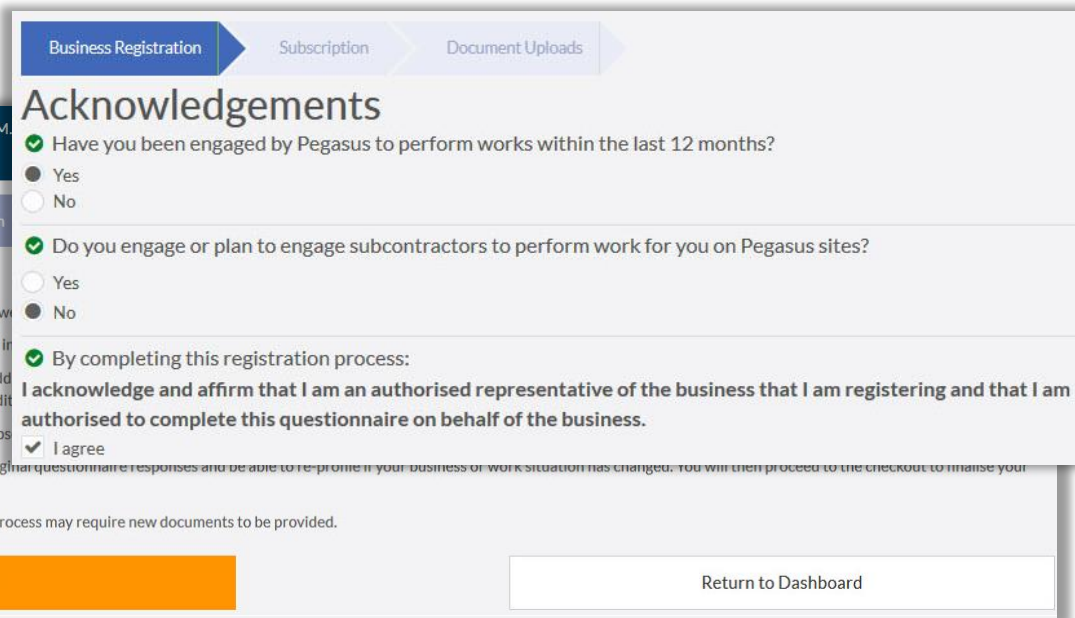 Business Registration Subscription Document Uploads
Acknowledgements
Have you been engaged by Pegasus to perform works within the last 12 months?
Yes
No
Do you engage or plan to engage subcontractors to perform work for you on Pegasus sites?
Yes
No
By completing this registration process:
I acknowledge and affirm that I am an authorised representative of the business that I am registering and that I am
authorised to complete this questionnaire on behalf of the business.
I agree
questionnaire responses and be able to re-profile if your business or work situation has changed. You will then proceed to the checkout to finalise your
process may require new documents to be provided.
Return to Dashboard